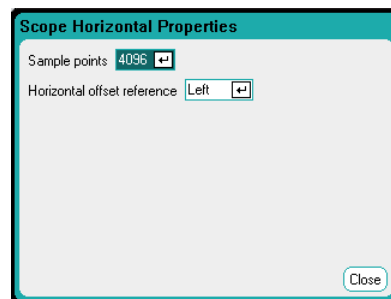 Scope Horizontal Properties
Sample points 4096
Horizontal offset reference Left
Close